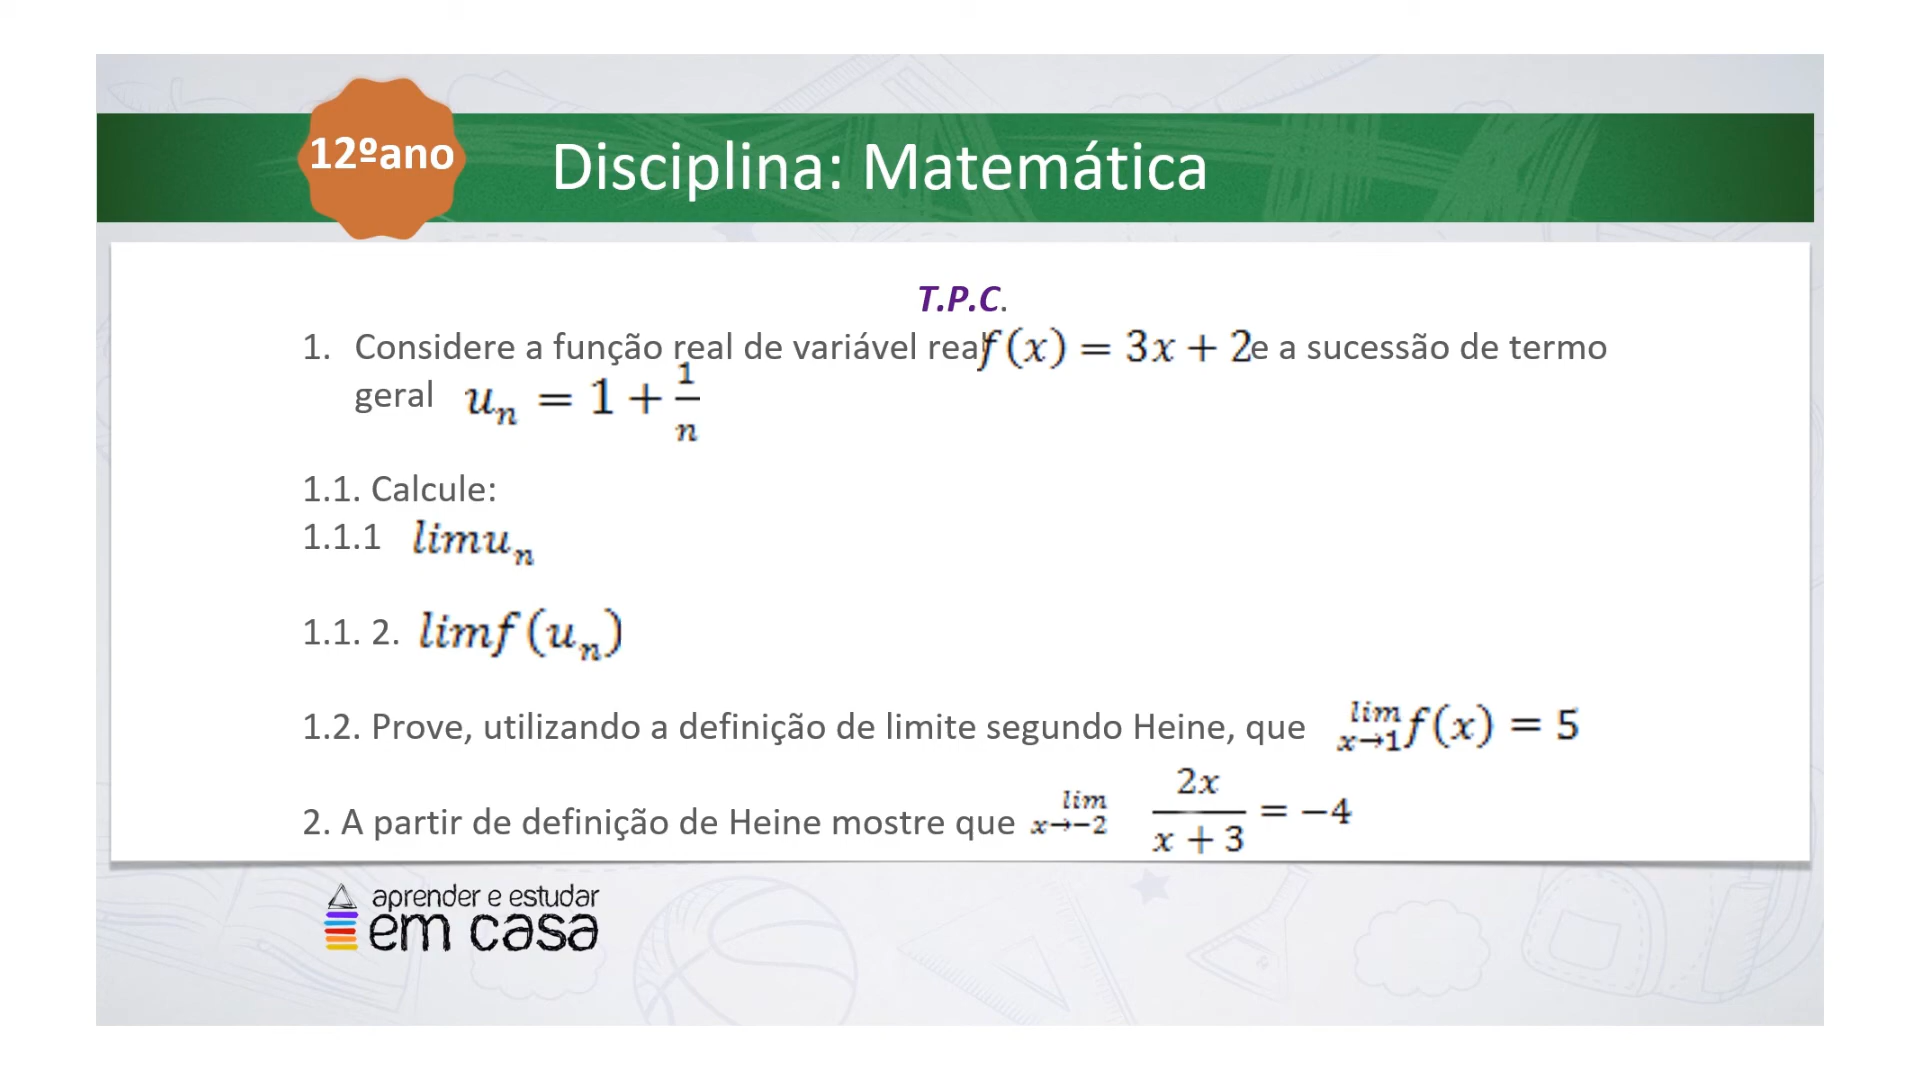 12ºano
Disciplina: Matemática
T.P.C.
1. Considere a função real de variável real f(x) = 3x + 2 e a sucessão de termo
geral u_n = 1 + 1/n
1.1. Calcule:
1.1.1 limu_n
1.1. 2. limf(u_n)
1.2. Prove, utilizando a definição de limite segundo Heine, que lim x→1 f(x) = 5
2. A partir de definição de Heine mostre que lim x→−2 2x/(x + 3) = −4
aprender e estudar
em casa